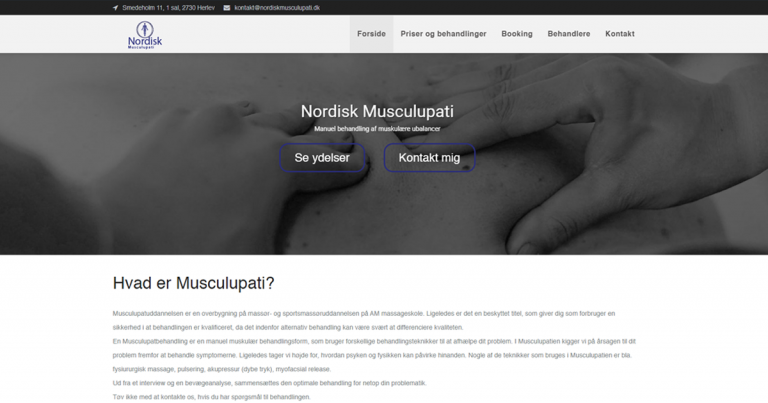 Smedeholm 11, 1 sal, 2730 Herlev kontakt@nordiskmusculupati.dk
Nordisk
Musculupati
Forside Priser og behandlinger Booking Behandlere Kontakt
Nordisk Musculupati
Manuel behandling af muskulære ubalancer
Se ydelser Kontakt mig
Hvad er Musculupati?
Musculupatuddannelsen er en overbygning på massør- og sportsmassøruddannelsen på AM massageskole. Ligeledes er det en beskyttet titel, som giver dig som forbruger en
sikkerhed i at behandlingen er kvalificeret, da det indenfor alternativ behandling kan være svært at differenciere kvaliteten.
En Musculupatbehandling er en manuel muskulær behandlingsform, som bruger forskellige behandlingsteknikker til at afhjælpe dit problem. I Musculupatien kigger vi på årsagen til dit
problem fremfor at behandle symptomerne. Ligeledes tager vi højde for, hvordan psyken og fysikken kan påvirke hinanden. Nogle af de teknikker som bruges i Musculupatien er bla.
fysiurgisk massage, pulsering, akupressur (dybe tryk), myofascial release.
Ud fra et interview og en bevægeanalyse, sammensættes den optimale behandling for netop din problematik.
Tøv ikke med at kontakte os, hvis du har spørgsmål til behandlingen.